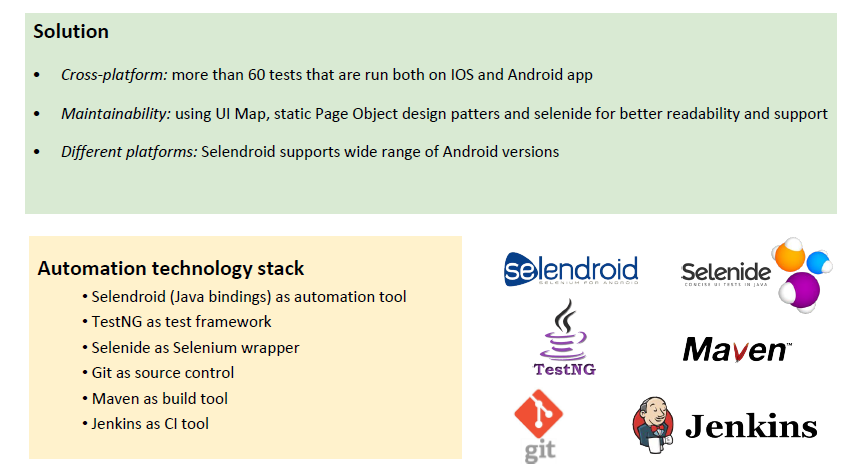 Solution
• Cross-platform: more than 60 tests that are run both on IOS and Android app
• Maintainability: using UI Map, static Page Object design patters and selenide for better readability and support
• Different platforms: Selendroid supports wide range of Android versions
Automation technology stack
• Selendroid (Java bindings) as automation tool
• TestNG as test framework
• Selenide as Selenium wrapper
• Git as source control
• Maven as build tool
• Jenkins as CI tool
selendroid
SELENIUM FOR ANDROID
Selenide
CONCISE UI TESTS IN JAVA
TestNG
Maven™
git
Jenkins